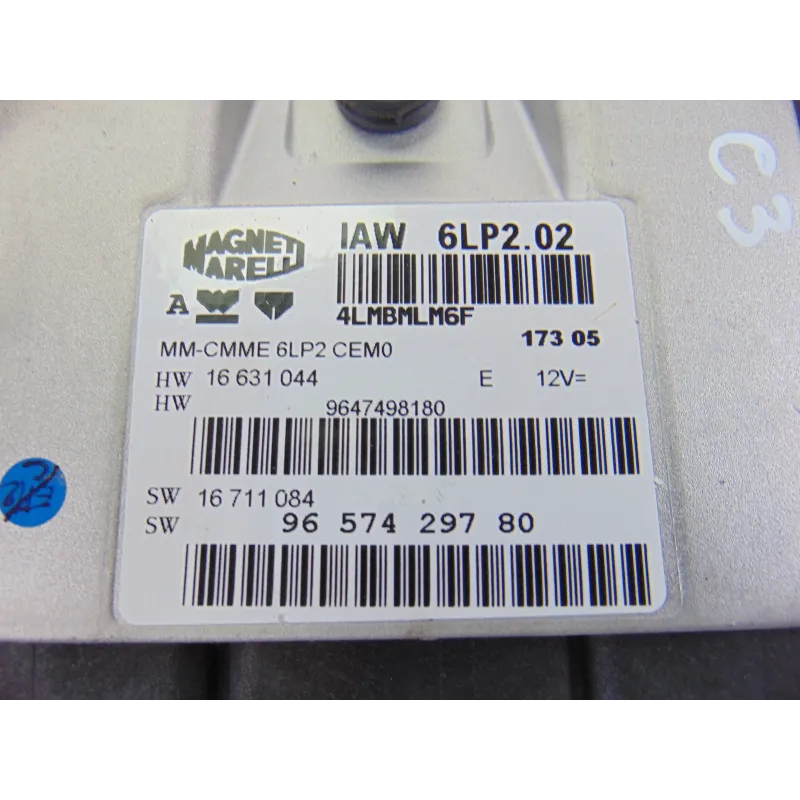 C3
MAGNETI
MARELLI
IAW 6LP2.02
4LMBMLM6F
A
173 05
MM-CMME 6LP2 CEM0
HW 16 631 044 E 12V=
HW 9647498180
SW 16 711 084
SW 96 574 297 80